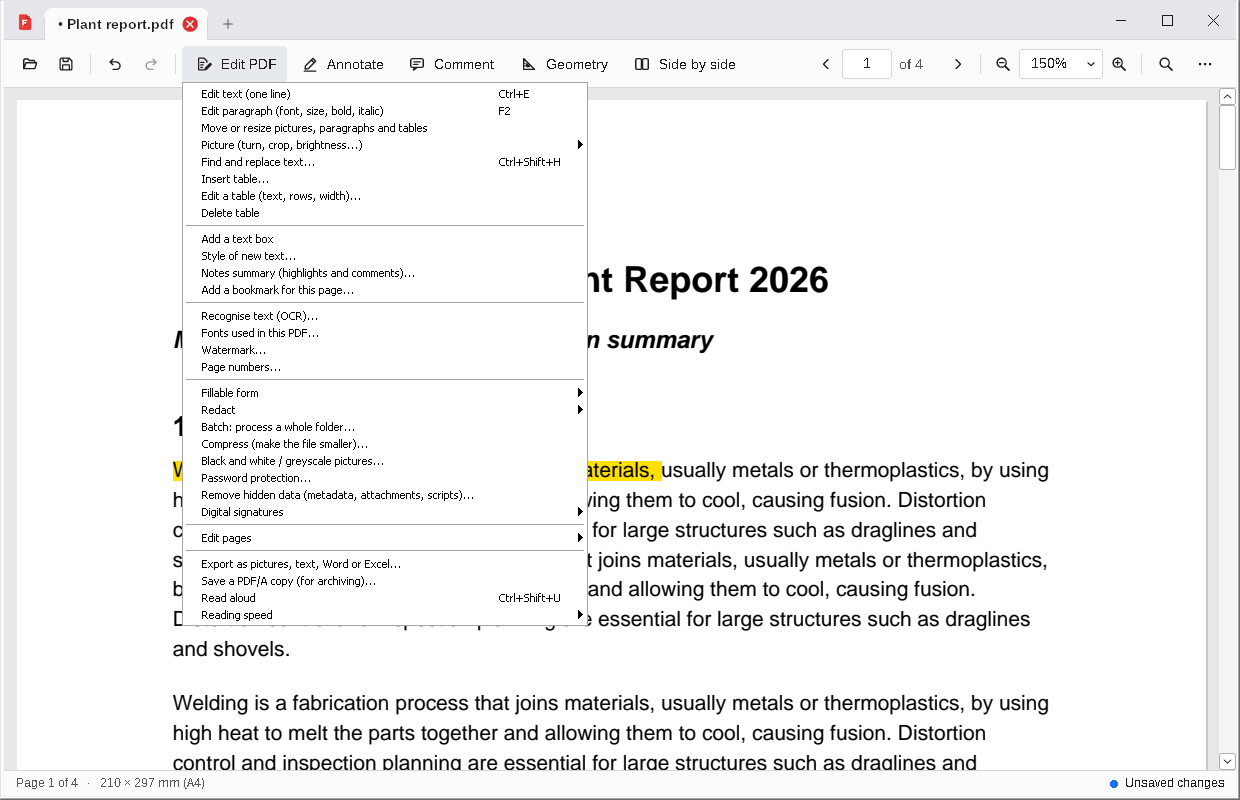 • Plant report.pdf
Edit PDF
Annotate
Comment
Geometry
Side by side
1
of 4
150%
Edit text (one line) Ctrl+E
Edit paragraph (font, size, bold, italic) F2
Move or resize pictures, paragraphs and tables
Picture (turn, crop, brightness...)
Find and replace text... Ctrl+Shift+H
Insert table...
Edit a table (text, rows, width)...
Delete table
Add a text box
Style of new text...
Notes summary (highlights and comments)...
Add a bookmark for this page...
Recognise text (OCR)...
Fonts used in this PDF...
Watermark...
Page numbers...
Fillable form
Redact
Batch: process a whole folder...
Compress (make the file smaller)...
Black and white / greyscale pictures...
Password protection...
Remove hidden data (metadata, attachments, scripts)...
Digital signatures
Edit pages
Export as pictures, text, Word or Excel...
Save a PDF/A copy (for archiving)...
Read aloud Ctrl+Shift+U
Reading speed
Report 2026
summary
usually metals or thermoplastics, by using
them to cool, causing fusion. Distortion
for large structures such as draglines and
joins materials, usually metals or thermoplastics,
and allowing them to cool, causing fusion.
essential for large structures such as draglines
and shovels.
Welding is a fabrication process that joins materials, usually metals or thermoplastics, by using
high heat to melt the parts together and allowing them to cool, causing fusion. Distortion
control and inspection planning are essential for large structures such as draglines and
Page 1 of 4 · 210 × 297 mm (A4)
Unsaved changes